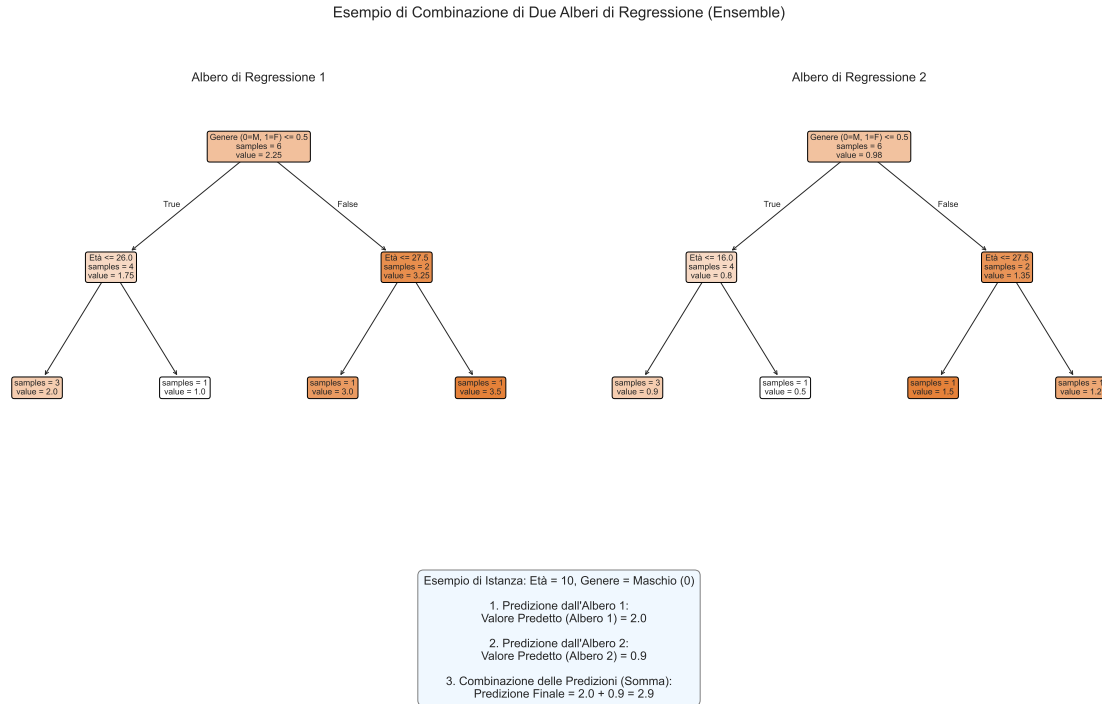 Esempio di Combinazione di Due Alberi di Regressione (Ensemble)
Albero di Regressione 1
Genere (0=M, 1=F) <= 0.5
samples = 6
value = 2.25
True
False
Età <= 26.0
samples = 4
value = 1.75
Età <= 27.5
samples = 2
value = 3.25
samples = 3
value = 2.0
samples = 1
value = 1.0
samples = 1
value = 3.0
samples = 1
value = 3.5
Albero di Regressione 2
Genere (0=M, 1=F) <= 0.5
samples = 6
value = 0.98
True
False
Età <= 16.0
samples = 4
value = 0.8
Età <= 27.5
samples = 2
value = 1.35
samples = 3
value = 0.9
samples = 1
value = 0.5
samples = 1
value = 1.5
samples = 1
value = 1.2
Esempio di Istanza: Età = 10, Genere = Maschio (0)
1. Predizione dall'Albero 1:
Valore Predetto (Albero 1) = 2.0
2. Predizione dall'Albero 2:
Valore Predetto (Albero 2) = 0.9
3. Combinazione delle Predizioni (Somma):
Predizione Finale = 2.0 + 0.9 = 2.9